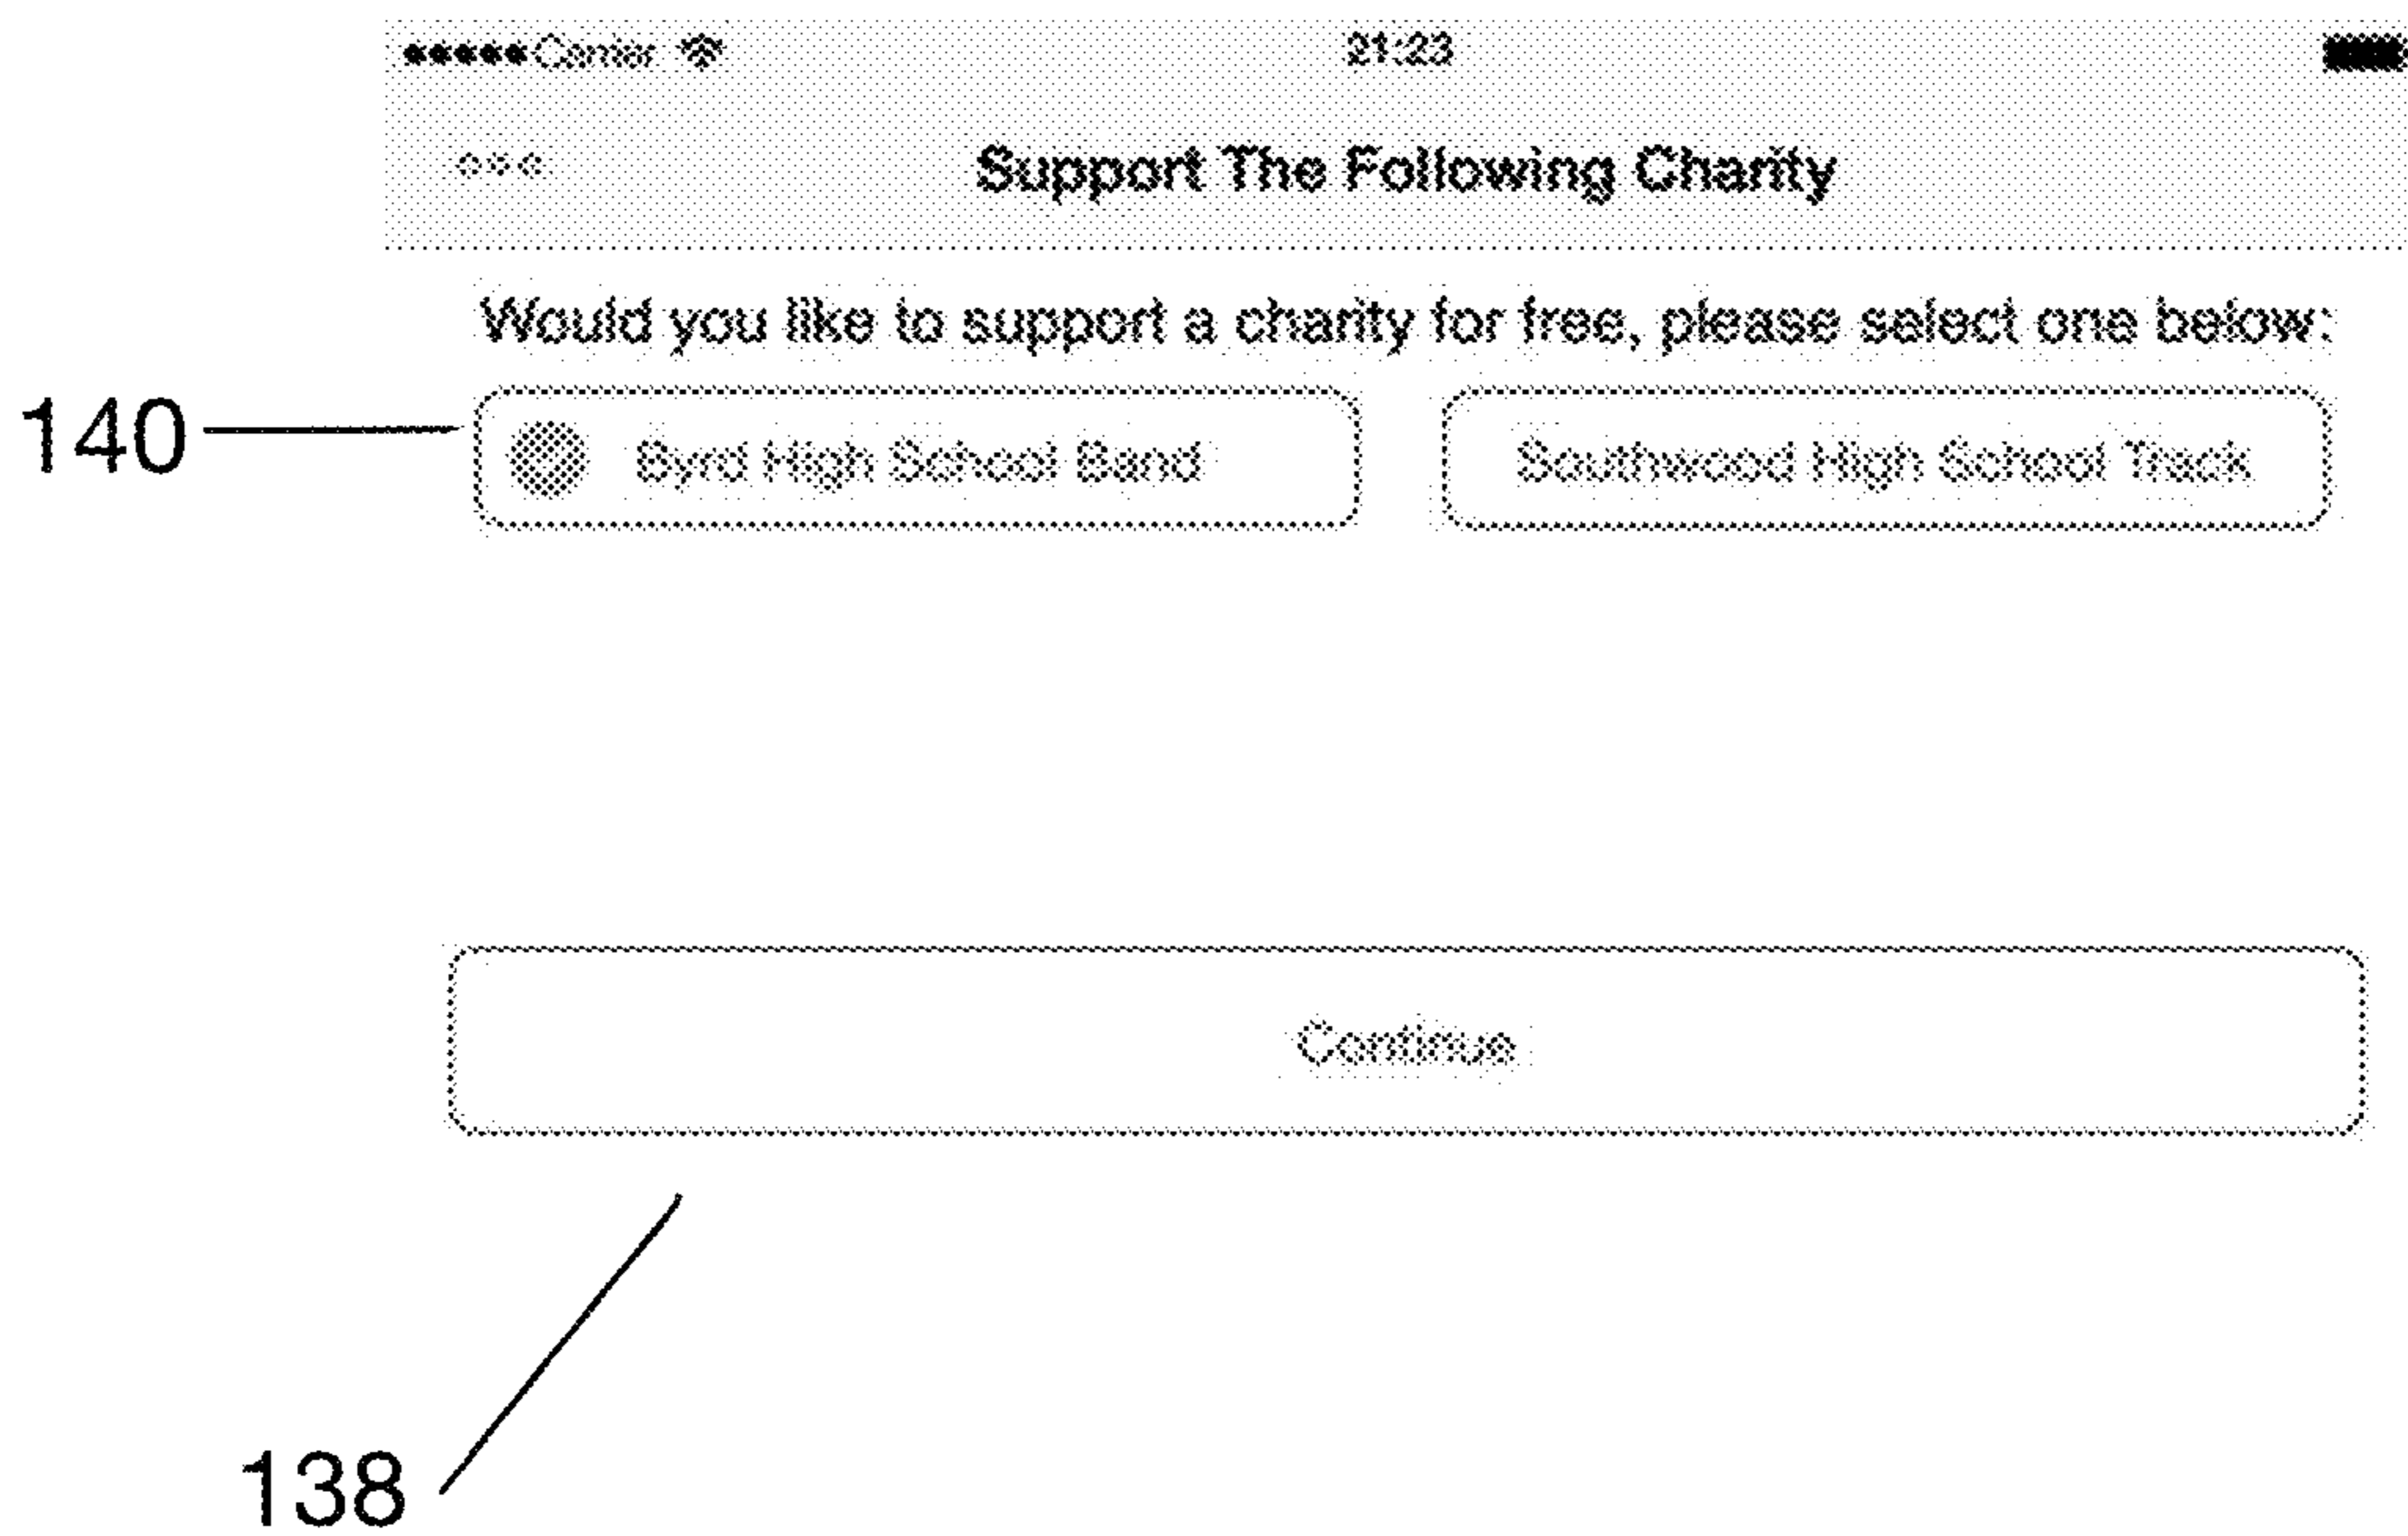 Carrier 21:23
Support The Following Charity
Would you like to support a charity for free, please select one below:
140 Byrd High School Band Southwood High School Track
Continue
138